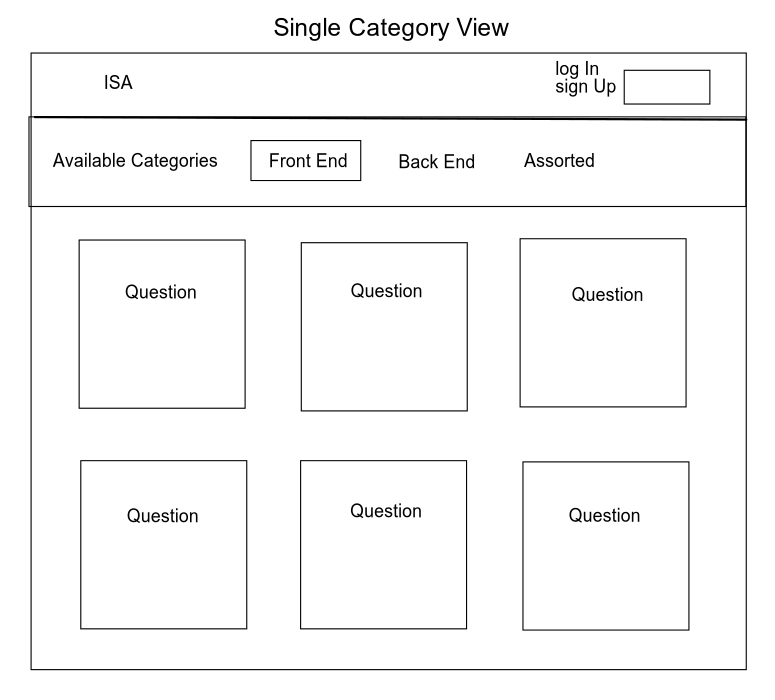 Single Category View
ISA
log In
sign Up
Available Categories
Front End
Back End
Assorted
Question
Question
Question
Question
Question
Question